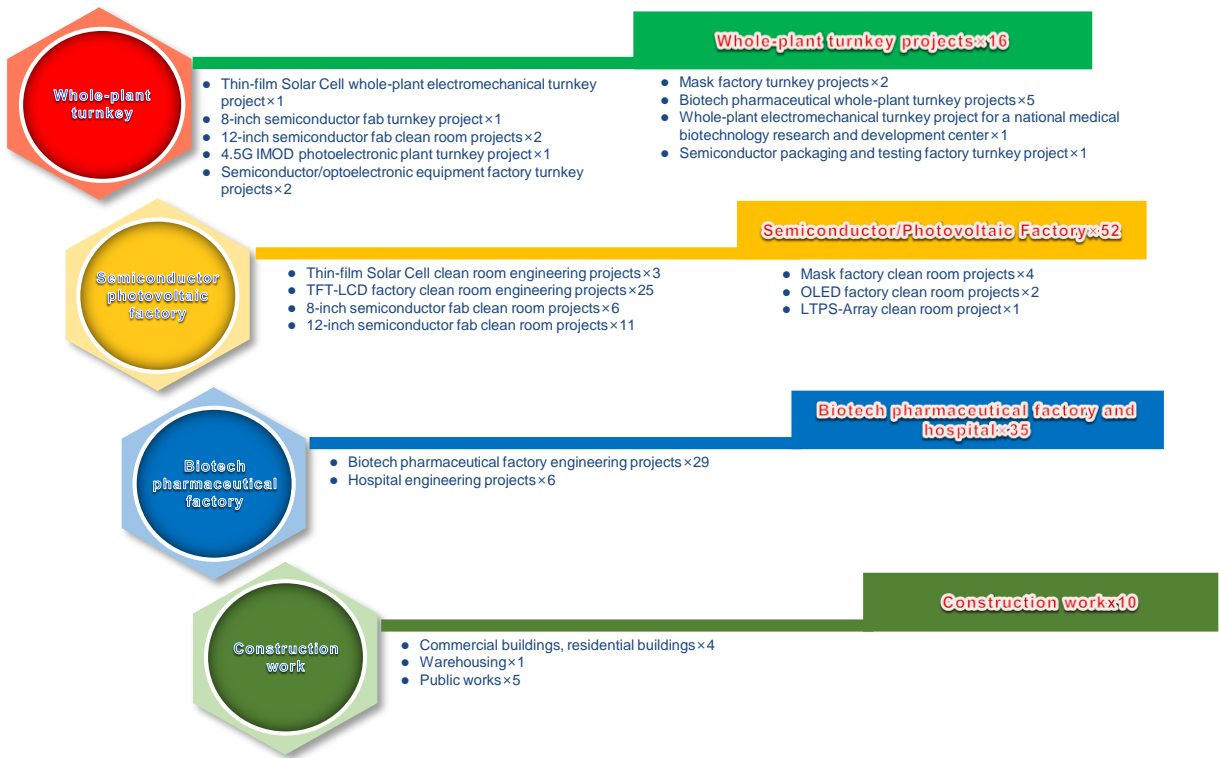 Whole-plant
turnkey
Whole-plant turnkey projects×16
● Thin-film Solar Cell whole-plant electromechanical turnkey
project×1
● 8-inch semiconductor fab turnkey project×1
● 12-inch semiconductor fab clean room projects×2
● 4.5G IMOD photoelectronic plant turnkey project×1
● Semiconductor/optoelectronic equipment factory turnkey
projects×2
● Mask factory turnkey projects×2
● Biotech pharmaceutical whole-plant turnkey projects×5
● Whole-plant electromechanical turnkey project for a national medical
biotechnology research and development center×1
● Semiconductor packaging and testing factory turnkey project×1
Semiconductor
photovoltaic
factory
Semiconductor/Photovoltaic Factory×52
● Thin-film Solar Cell clean room engineering projects×3
● TFT-LCD factory clean room engineering projects×25
● 8-inch semiconductor fab clean room projects×6
● 12-inch semiconductor fab clean room projects×11
● Mask factory clean room projects×4
● OLED factory clean room projects×2
● LTPS-Array clean room project×1
Biotech
pharmaceutical
factory
Biotech pharmaceutical factory and
hospital×35
● Biotech pharmaceutical factory engineering projects×29
● Hospital engineering projects×6
Construction
work
Construction workx10
● Commercial buildings, residential buildings×4
● Warehousing×1
● Public works×5